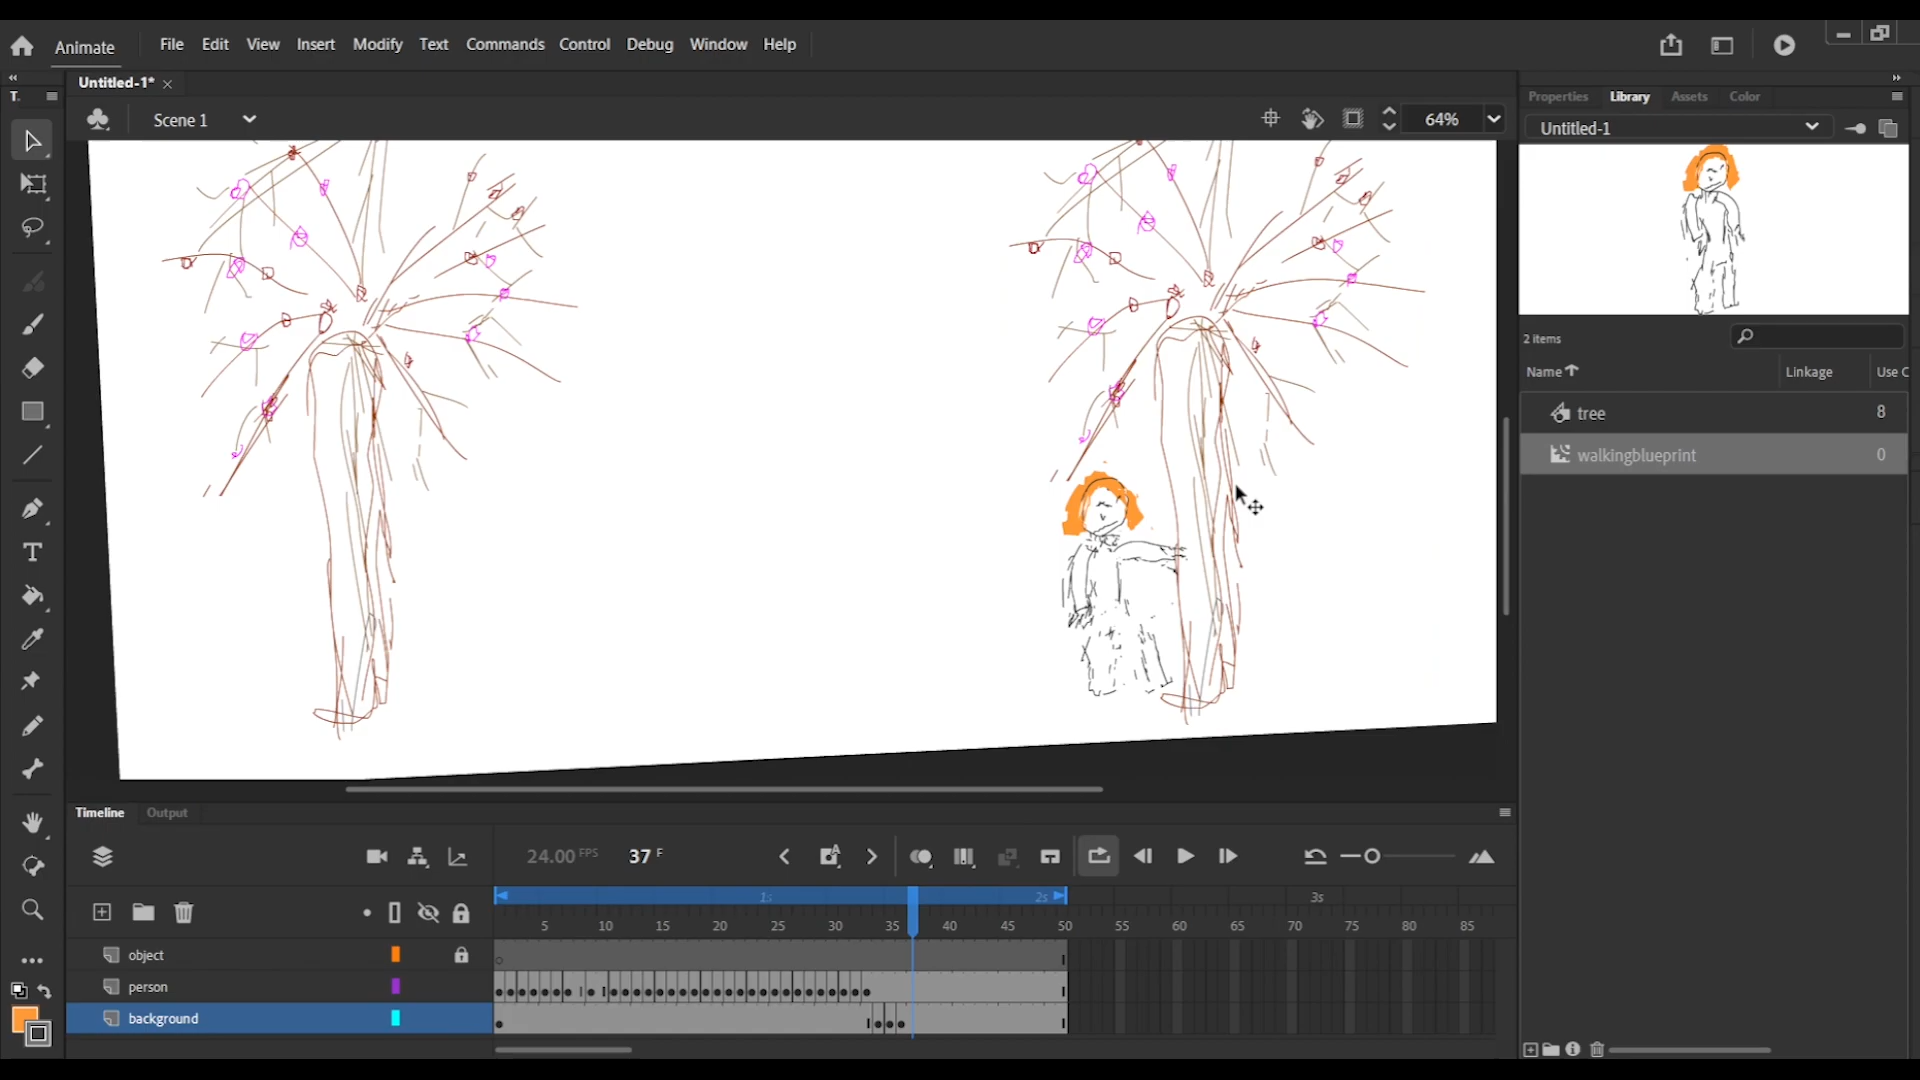 Animate File Edit View Insert Modify Text Commands Control Debug Window Help
T. Untitled-1* × Properties Library Assets Color
Scene 1 64% Untitled-1
2 items
Name Linkage Use C
tree 8
walkingblueprint 0
T
Timeline Output
24.00 FPS 37 F
1s 2s 3s
5 10 15 20 25 30 35 40 45 50 55 60 65 70 75 80 85
object
person
background